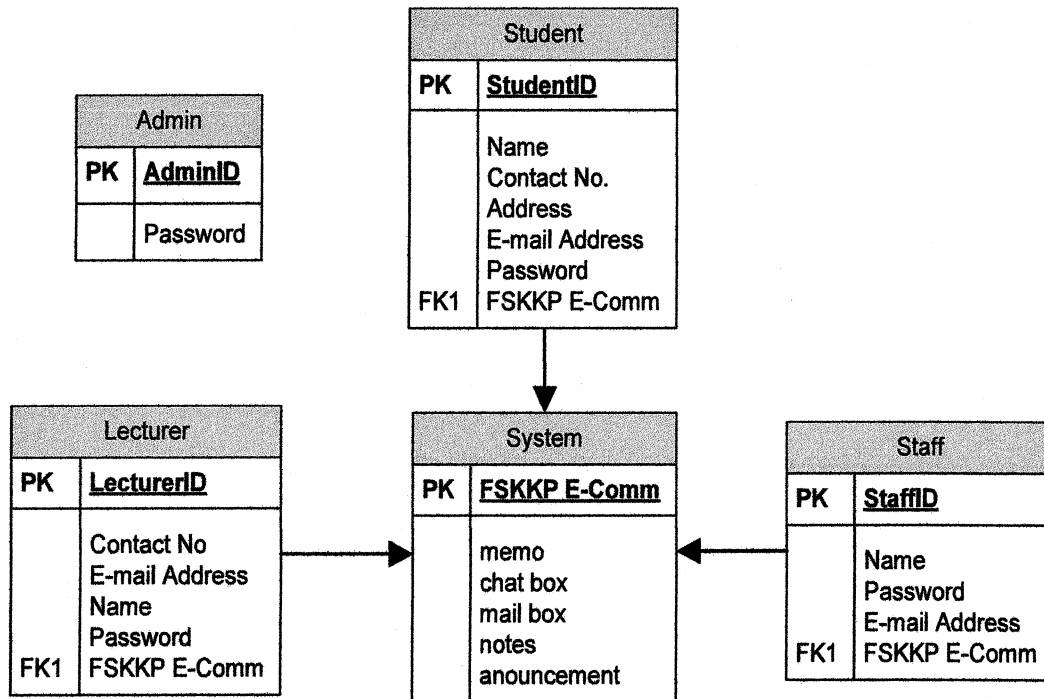 Student
PK StudentID
Name
Contact No.
Address
E-mail Address
Password
FK1 FSKKP E-Comm
Admin
PK AdminID
Password
Lecturer
PK LecturerID
Contact No
E-mail Address
Name
Password
FK1 FSKKP E-Comm
System
PK FSKKP E-Comm
memo
chat box
mail box
notes
anouncement
Staff
PK StaffID
Name
Password
E-mail Address
FK1 FSKKP E-Comm